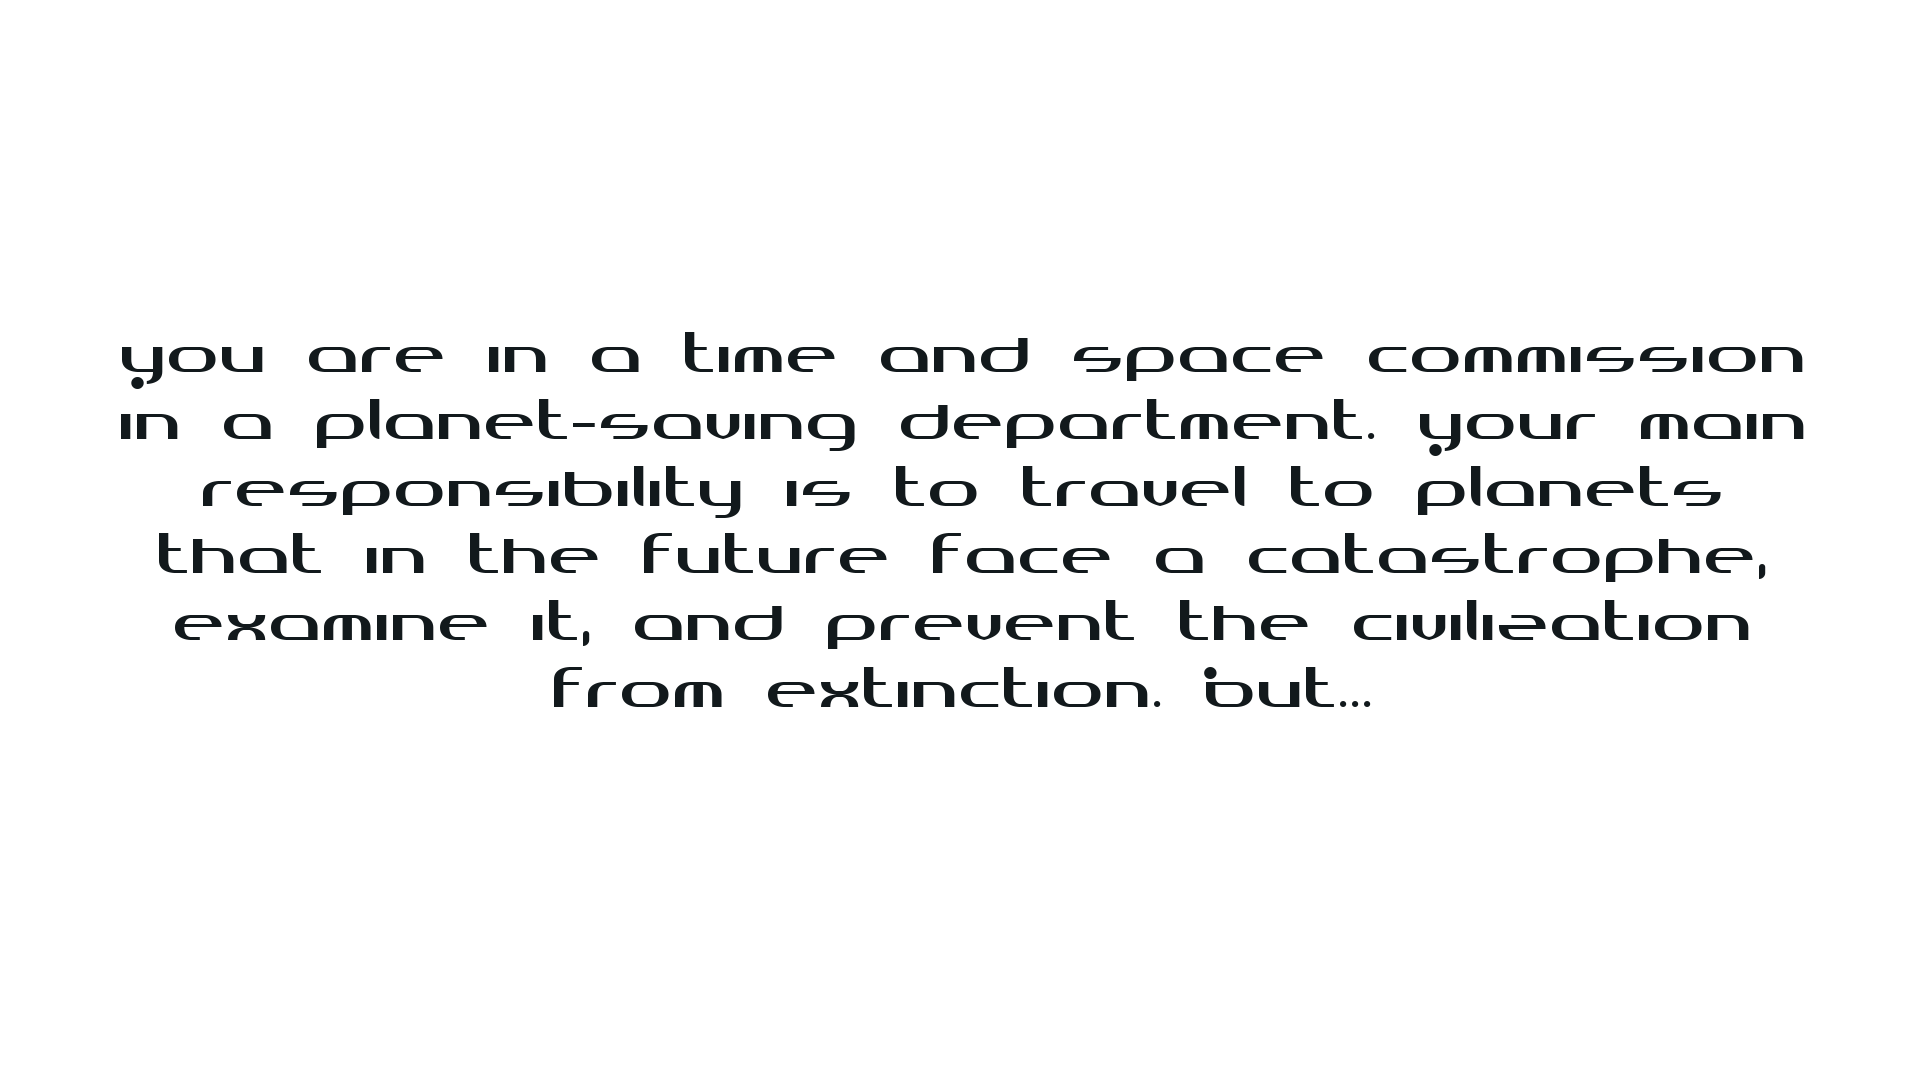 You are in a time and space commission
in a planet-saving department. Your main
responsibility is to travel to planets
that in the future face a catastrophe,
examine it, and prevent the civilization
from extinction. But...